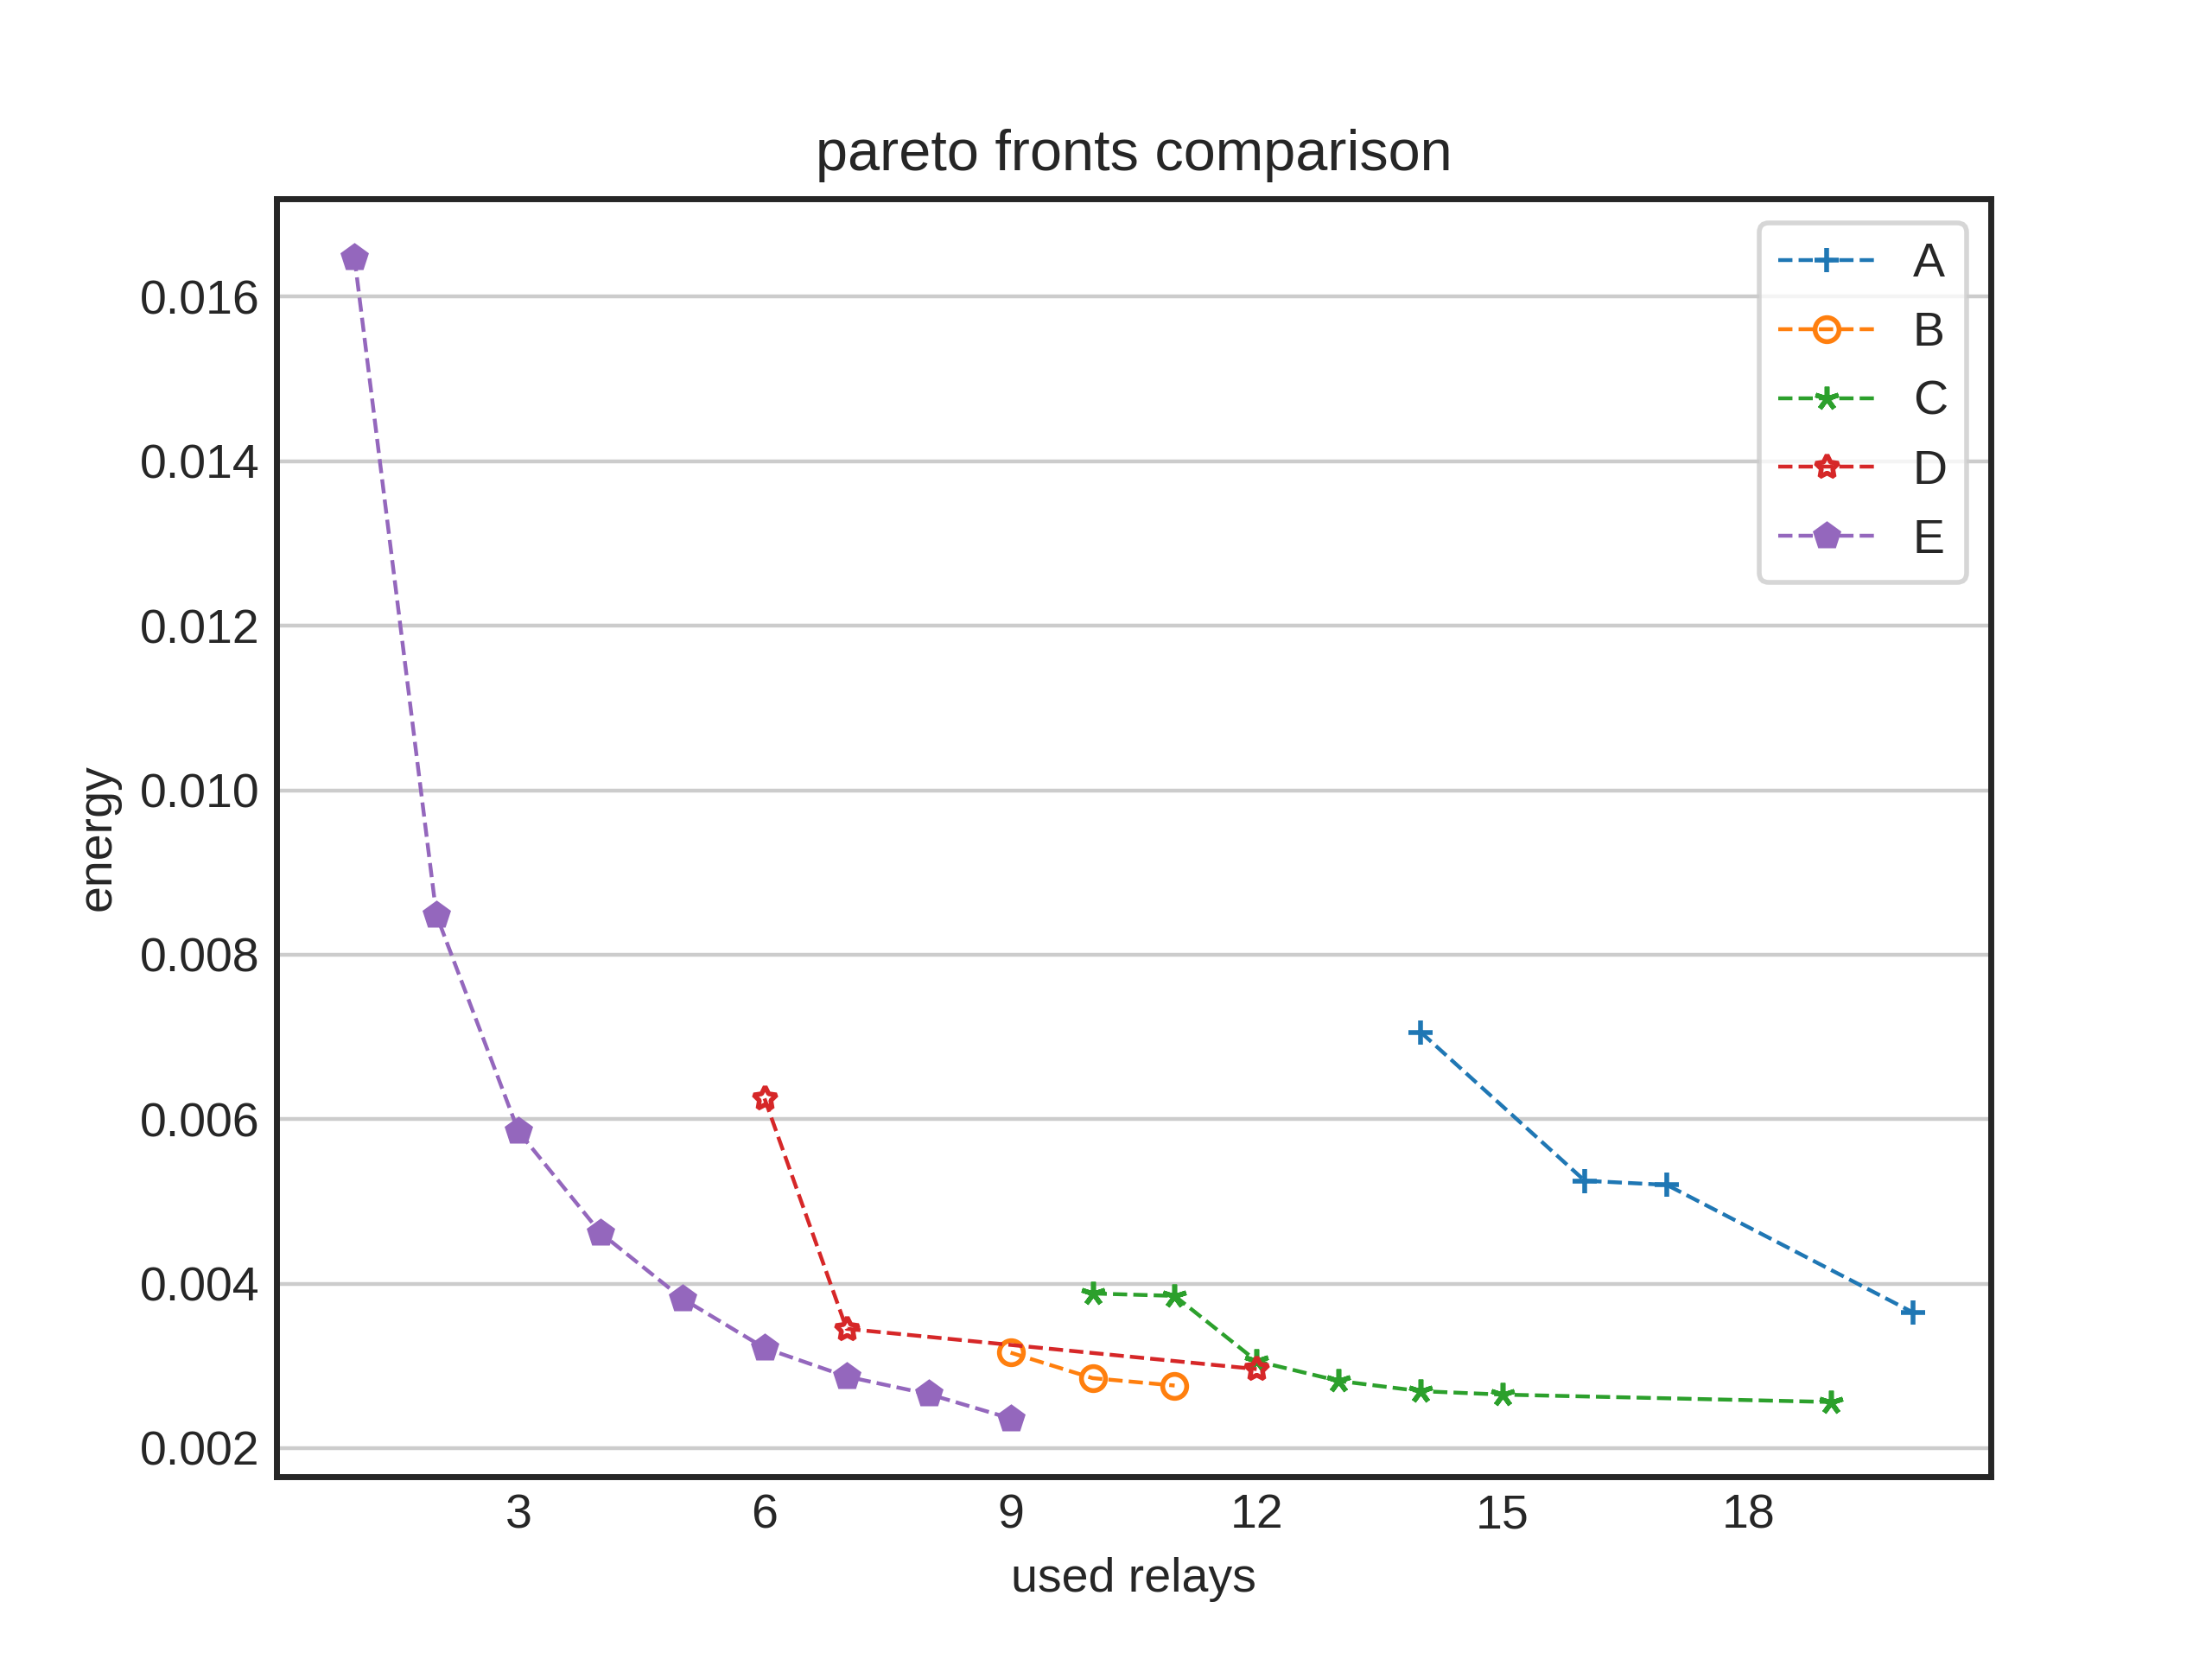 pareto fronts comparison
A
B
C
D
E
0.016
0.014
0.012
0.010
0.008
0.006
0.004
0.002
energy
3 6 9 12 15 18
used relays